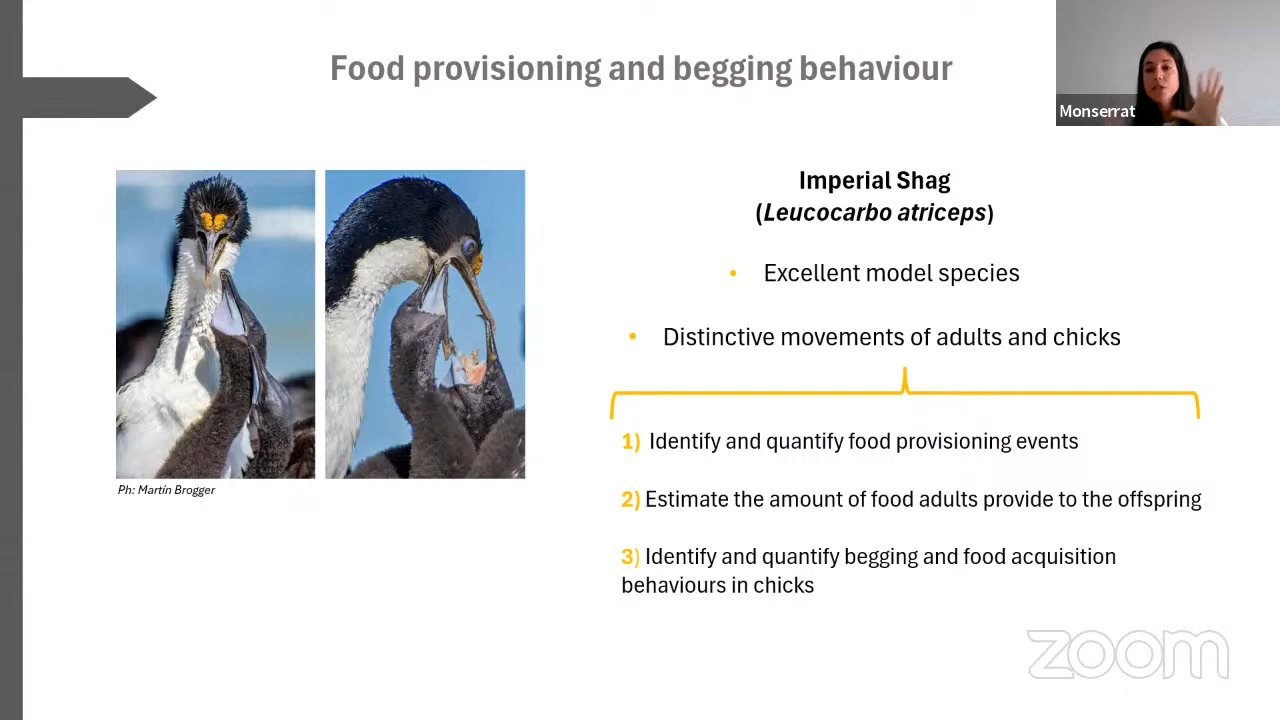 Food provisioning and begging behaviour
Monserrat
Imperial Shag
(Leucocarbo atriceps)
• Excellent model species
• Distinctive movements of adults and chicks
1) Identify and quantify food provisioning events
2) Estimate the amount of food adults provide to the offspring
3) Identify and quantify begging and food acquisition
behaviours in chicks
Ph: Martín Brogger
zoom